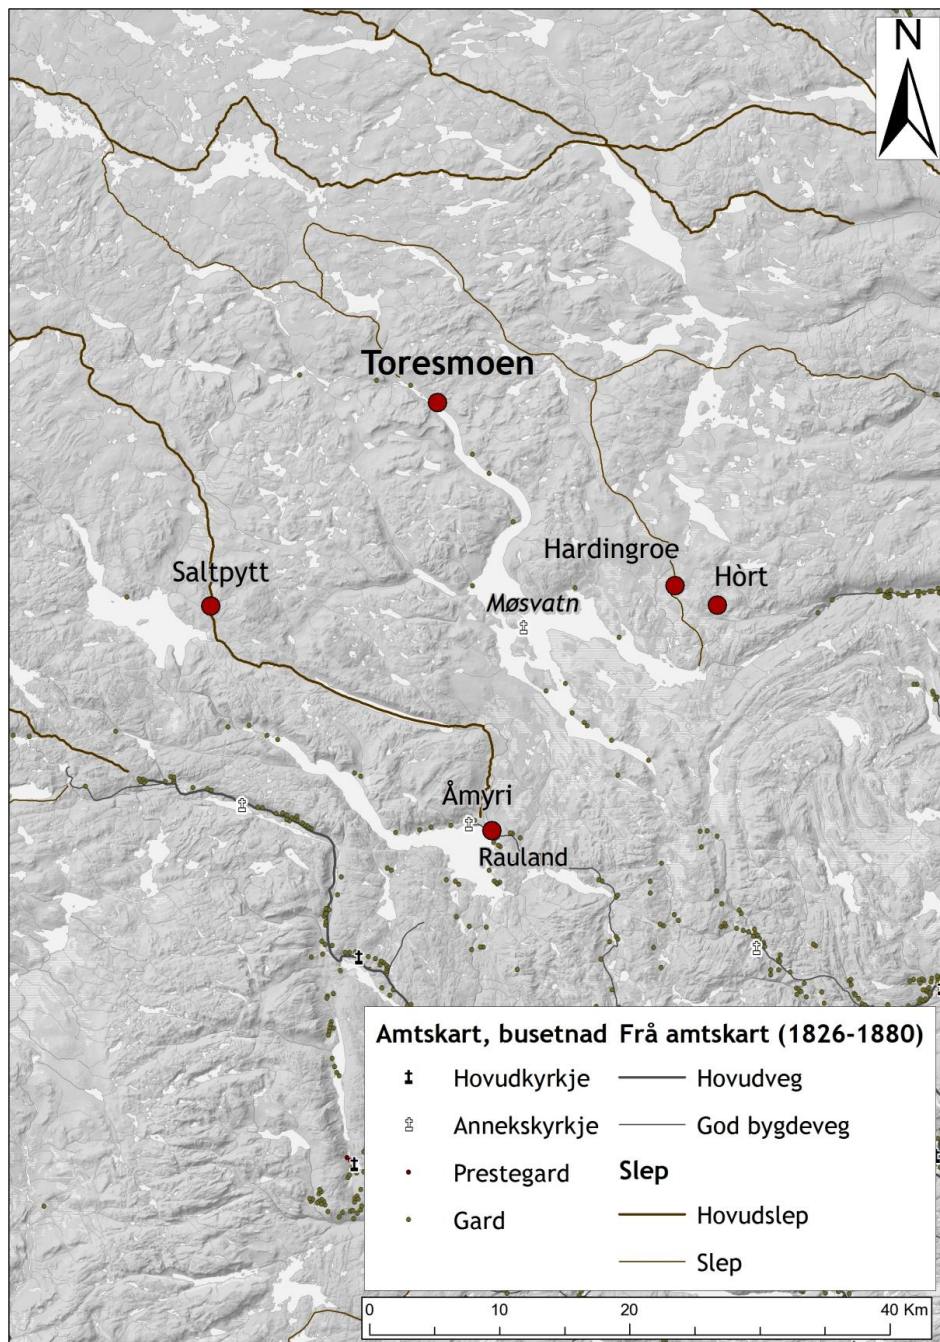 N
Toresmoen
Hardingroe
Saltpytt
Hòrt
Møsvatn
Åmyri
Rauland
Amtskart, busetnad
Hovudkyrkje
Annekskyrkje
Prestegard
Gard
Frå amtskart (1826-1880)
Hovudveg
God bygdeveg
Slep
Hovudslep
Slep
0 10 20 40 Km